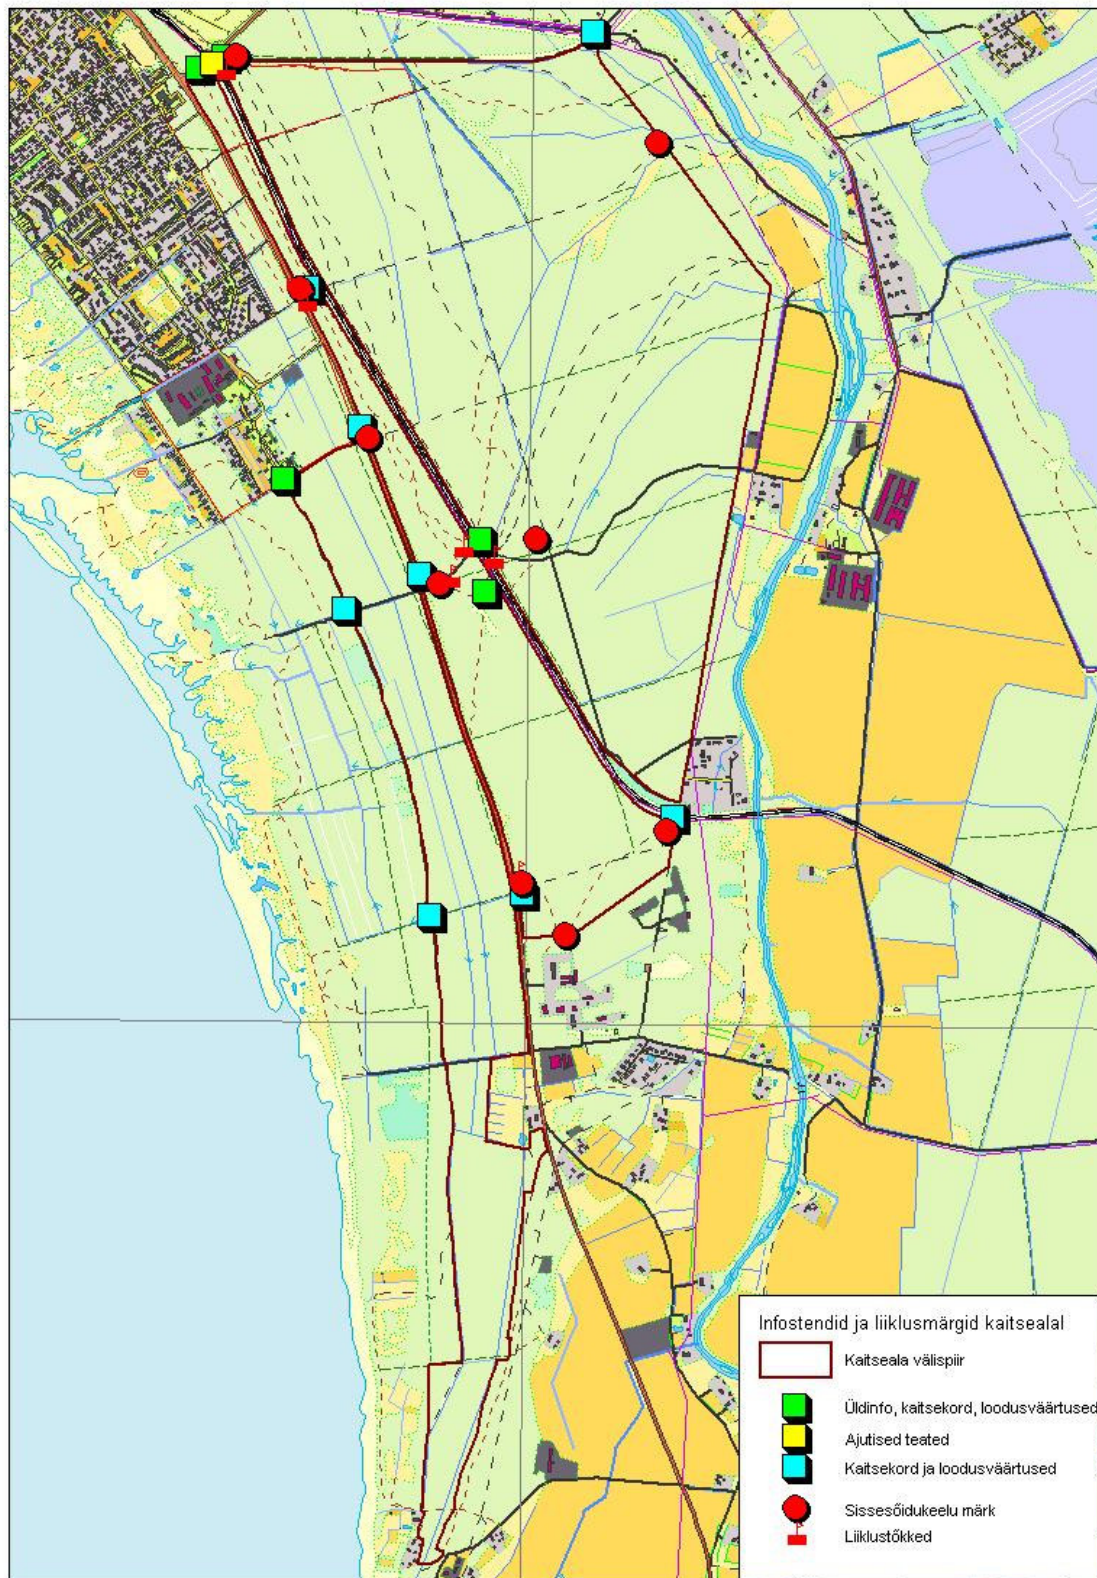 Infostendid ja liiklusmärgid kaitsealal
Kaitseala välispiir
Üldinfo, kaitsekord, loodusväärtused
Ajutised teated
Kaitsekord ja loodusväärtused
Sissesõidukeelu märk
Liiklustõkked